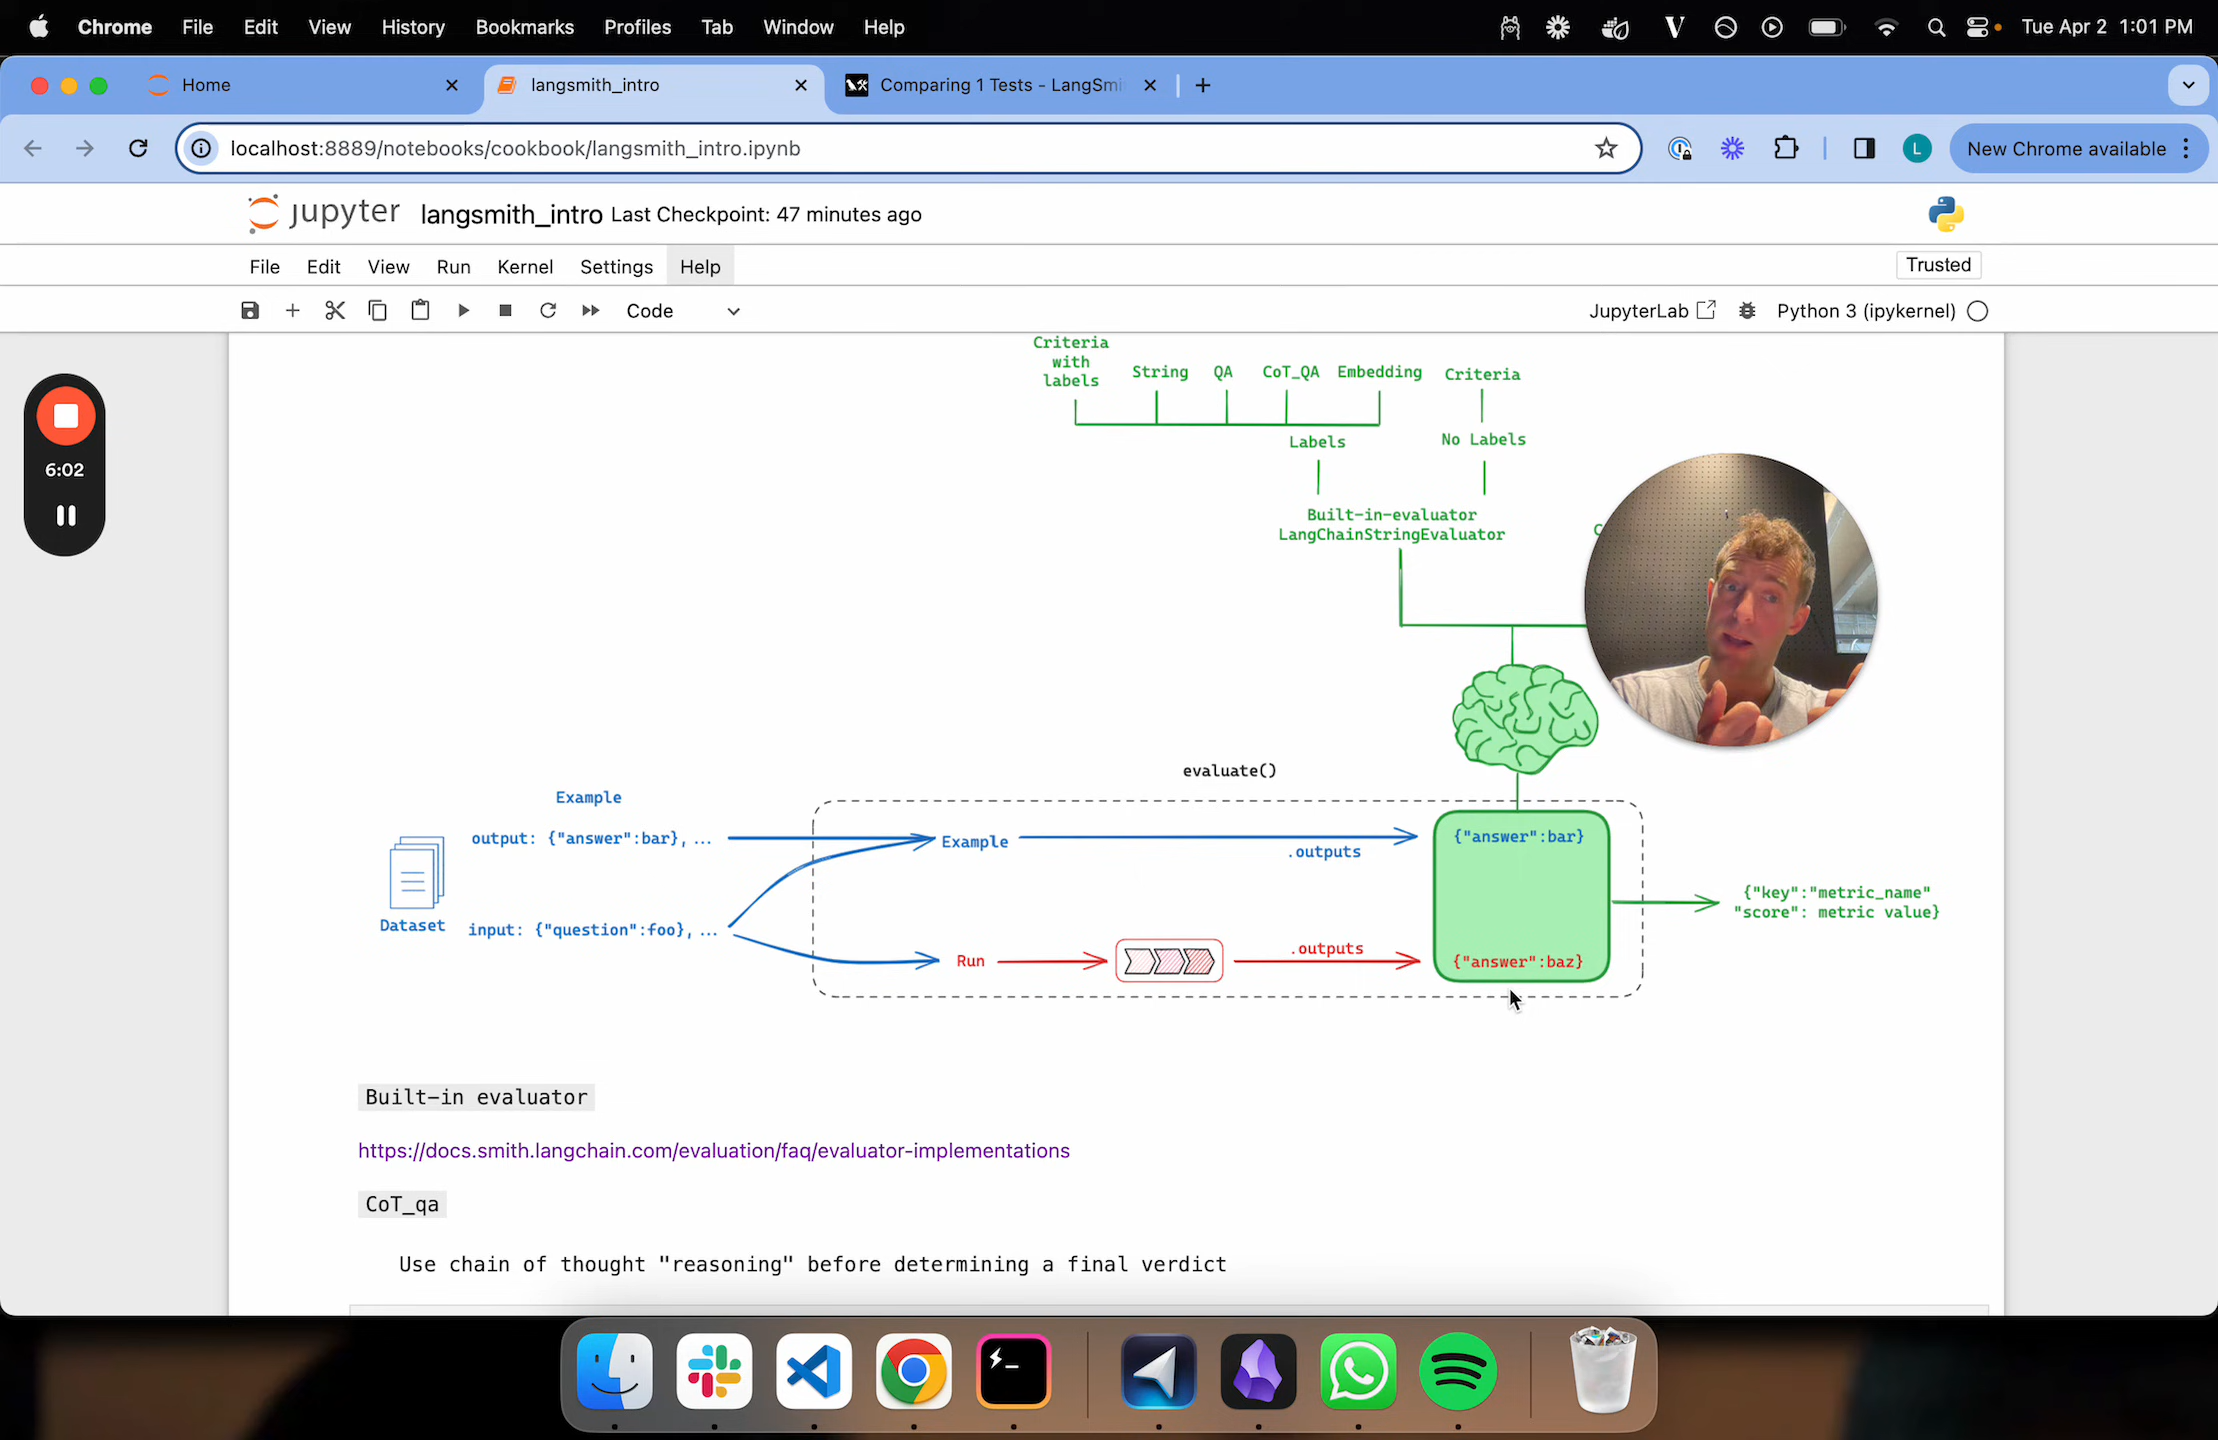 Chrome File Edit View History Bookmarks Profiles Tab Window Help Tue Apr 2 1:01 PM
Home langsmith_intro Comparing 1 Tests - LangSmi
localhost:8889/notebooks/cookbook/langsmith_intro.ipynb L New Chrome available
jupyter langsmith_intro Last Checkpoint: 47 minutes ago
File Edit View Run Kernel Settings Help Trusted
Code JupyterLab Python 3 (ipykernel)
Criteria
with
labels
String QA CoT_QA Embedding Criteria
Labels No Labels
6:02
Built-in-evaluator
LangChainStringEvaluator
C
evaluate()
Example
output: {"answer":bar}, ...
Example
.outputs
{"answer":bar}
{"key":"metric_name"
"score": metric value}
Dataset
input: {"question":foo}, ...
Run
.outputs
{"answer":baz}
Built-in evaluator
https://docs.smith.langchain.com/evaluation/faq/evaluator-implementations
CoT_qa
Use chain of thought "reasoning" before determining a final verdict